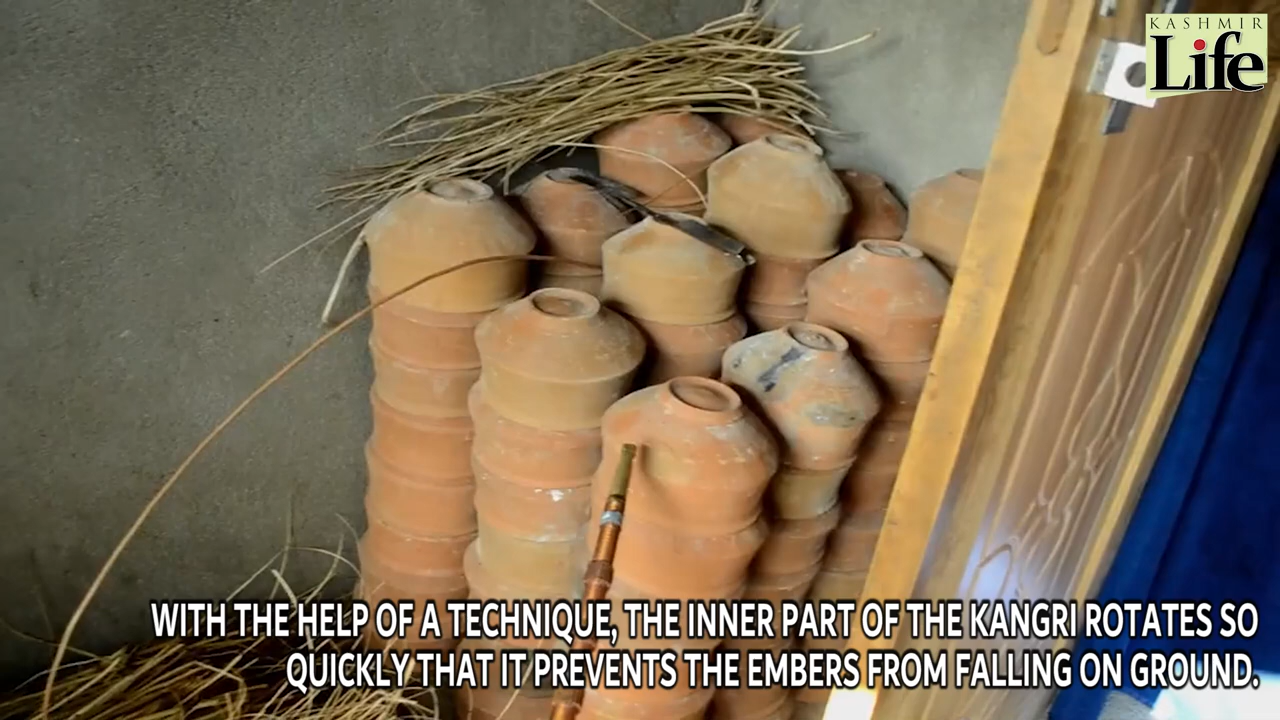 KASHMIR
Life
WITH THE HELP OF A TECHNIQUE, THE INNER PART OF THE KANGRI ROTATES SO
QUICKLY THAT IT PREVENTS THE EMBERS FROM FALLING ON GROUND.